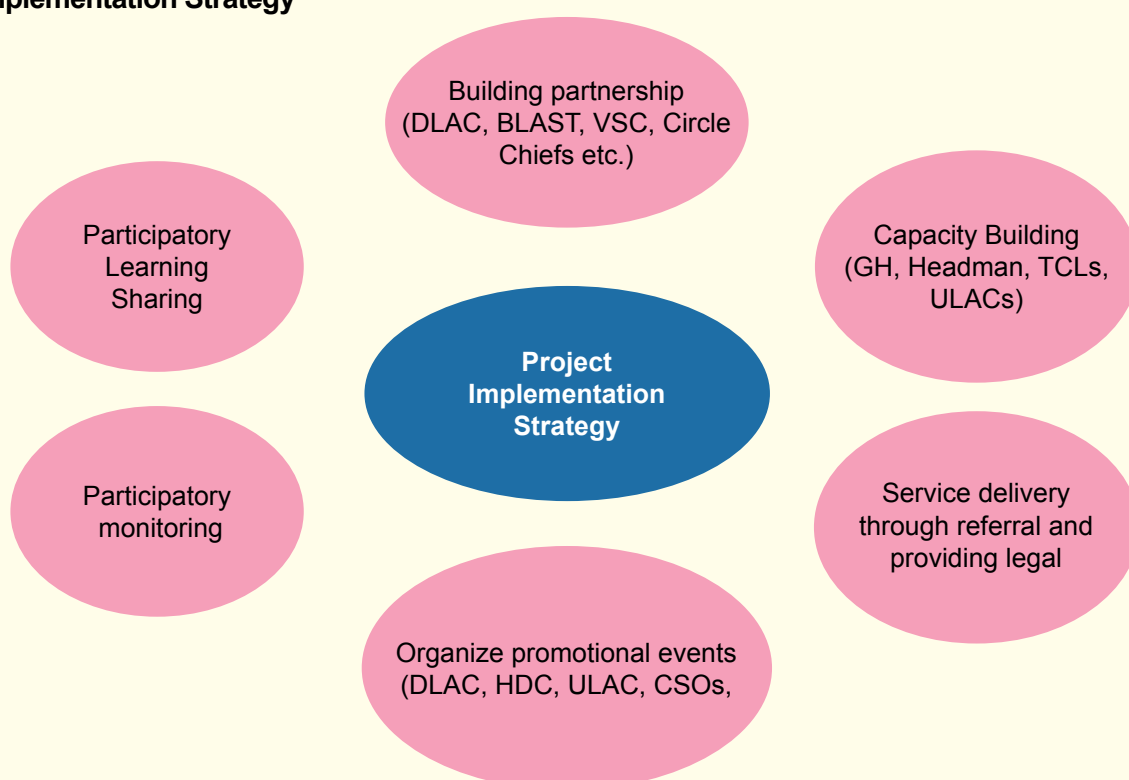 plementation Strategy
Building partnership
(DLAC, BLAST, VSC, Circle
Chiefs etc.)
Participatory
Learning
Sharing
Capacity Building
(GH, Headman, TCLs,
ULACs)
Project
Implementation
Strategy
Participatory
monitoring
Service delivery
through referral and
providing legal
Organize promotional events
(DLAC, HDC, ULAC, CSOs,